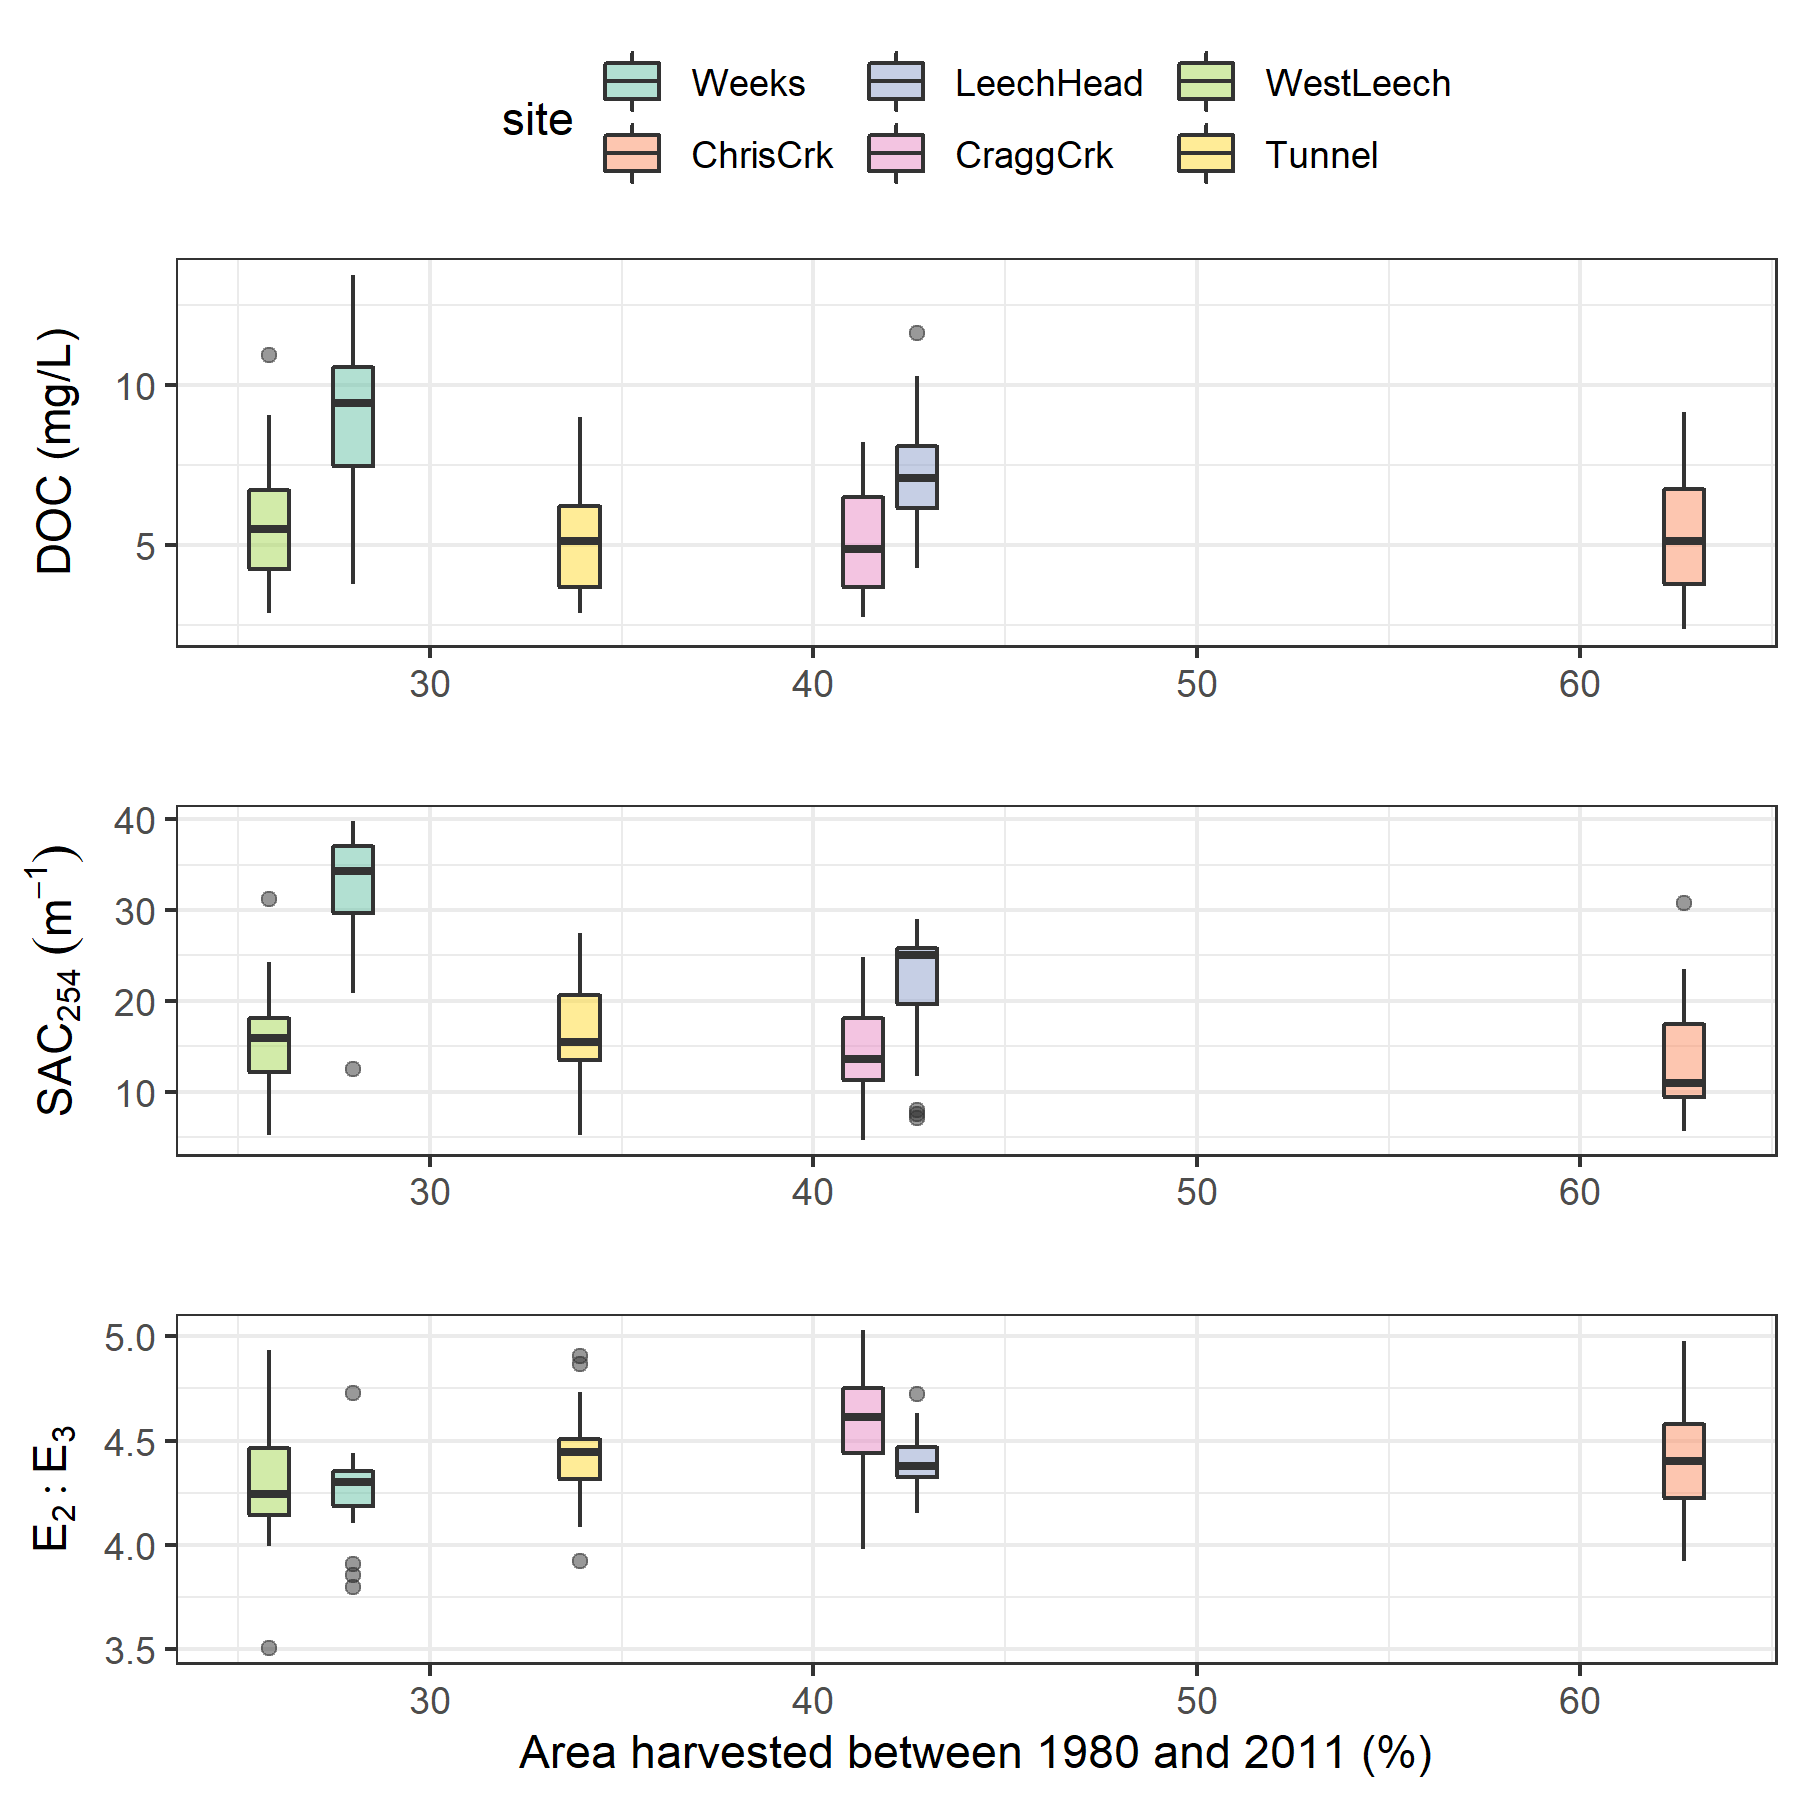 site
Weeks LeechHead WestLeech
ChrisCrk CraggCrk Tunnel
DOC (mg/L)
10
5
30 40 50 60
SAC₂₅₄ (m⁻¹)
40
30
20
10
30 40 50 60
E₂ : E₃
5.0
4.5
4.0
3.5
30 40 50 60
Area harvested between 1980 and 2011 (%)